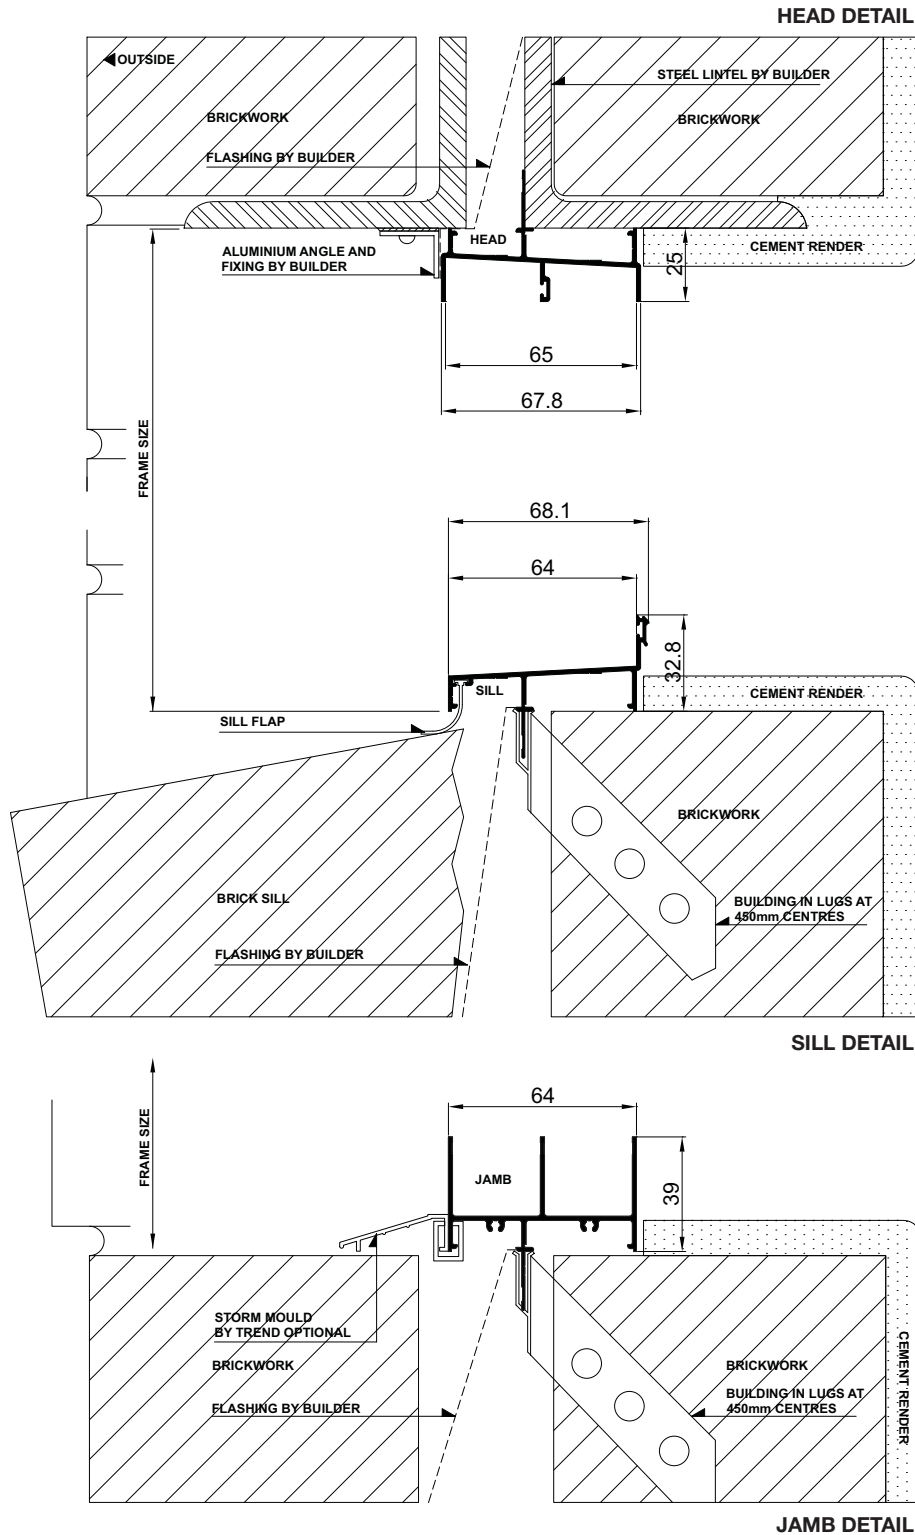 HEAD DETAIL
OUTSIDE
STEEL LINTEL BY BUILDER
BRICKWORK
BRICKWORK
FLASHING BY BUILDER
HEAD
ALUMINIUM ANGLE AND
FIXING BY BUILDER
CEMENT RENDER
25
65
67.8
FRAME SIZE
68.1
64
32.8
SILL
CEMENT RENDER
SILL FLAP
BRICKWORK
BRICK SILL
BUILDING IN LUGS AT
450mm CENTRES
FLASHING BY BUILDER
SILL DETAIL
64
FRAME SIZE
JAMB
39
STORM MOULD
BY TREND OPTIONAL
BRICKWORK
BRICKWORK
CEMENT RENDER
BUILDING IN LUGS AT
450mm CENTRES
FLASHING BY BUILDER
JAMB DETAIL